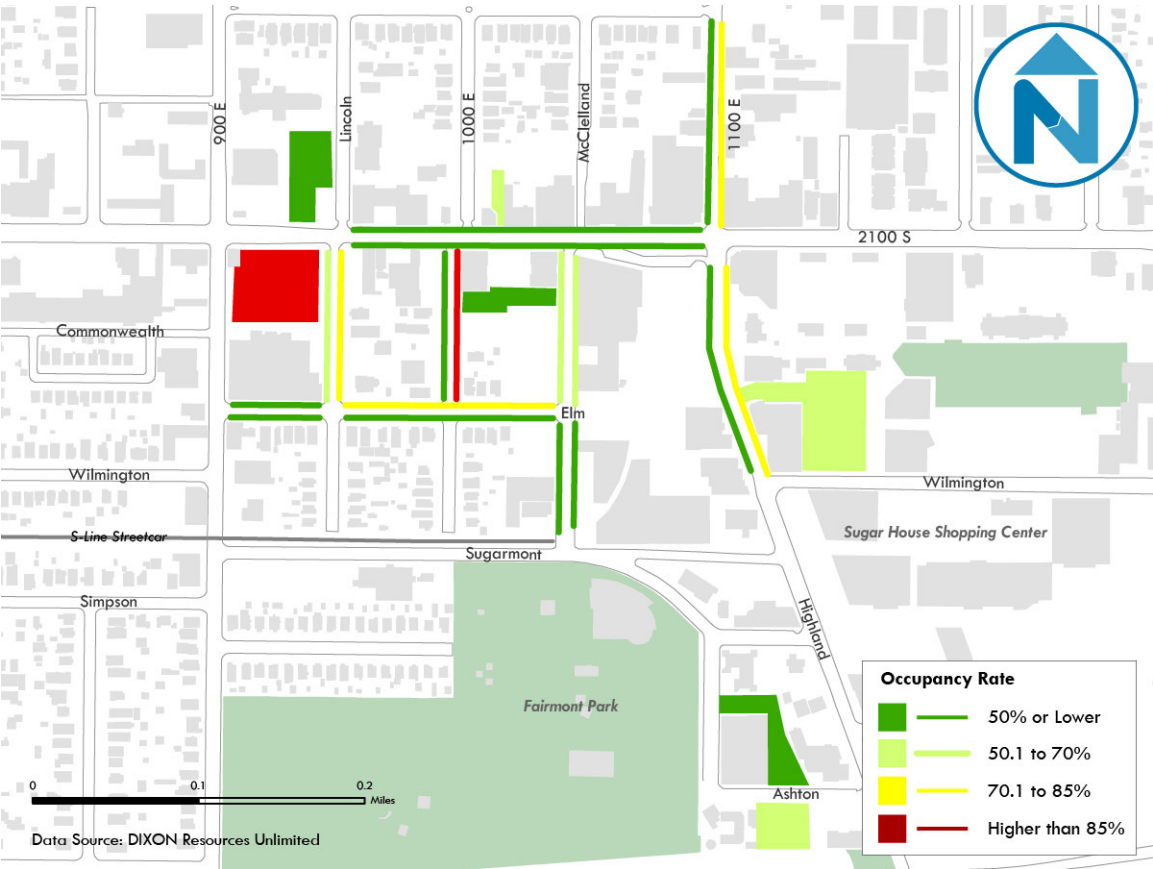 900 E
Lincoln
1000 E
McClelland
1100 E
N
2100 S
Commonwealth
Elm
Wilmington
Wilmington
S-Line Streetcar
Sugar House Shopping Center
Sugarmont
Simpson
Highland
Fairmont Park
Ashton
0 0.1 0.2
Miles
Data Source: DIXON Resources Unlimited
Occupancy Rate
50% or Lower
50.1 to 70%
70.1 to 85%
Higher than 85%